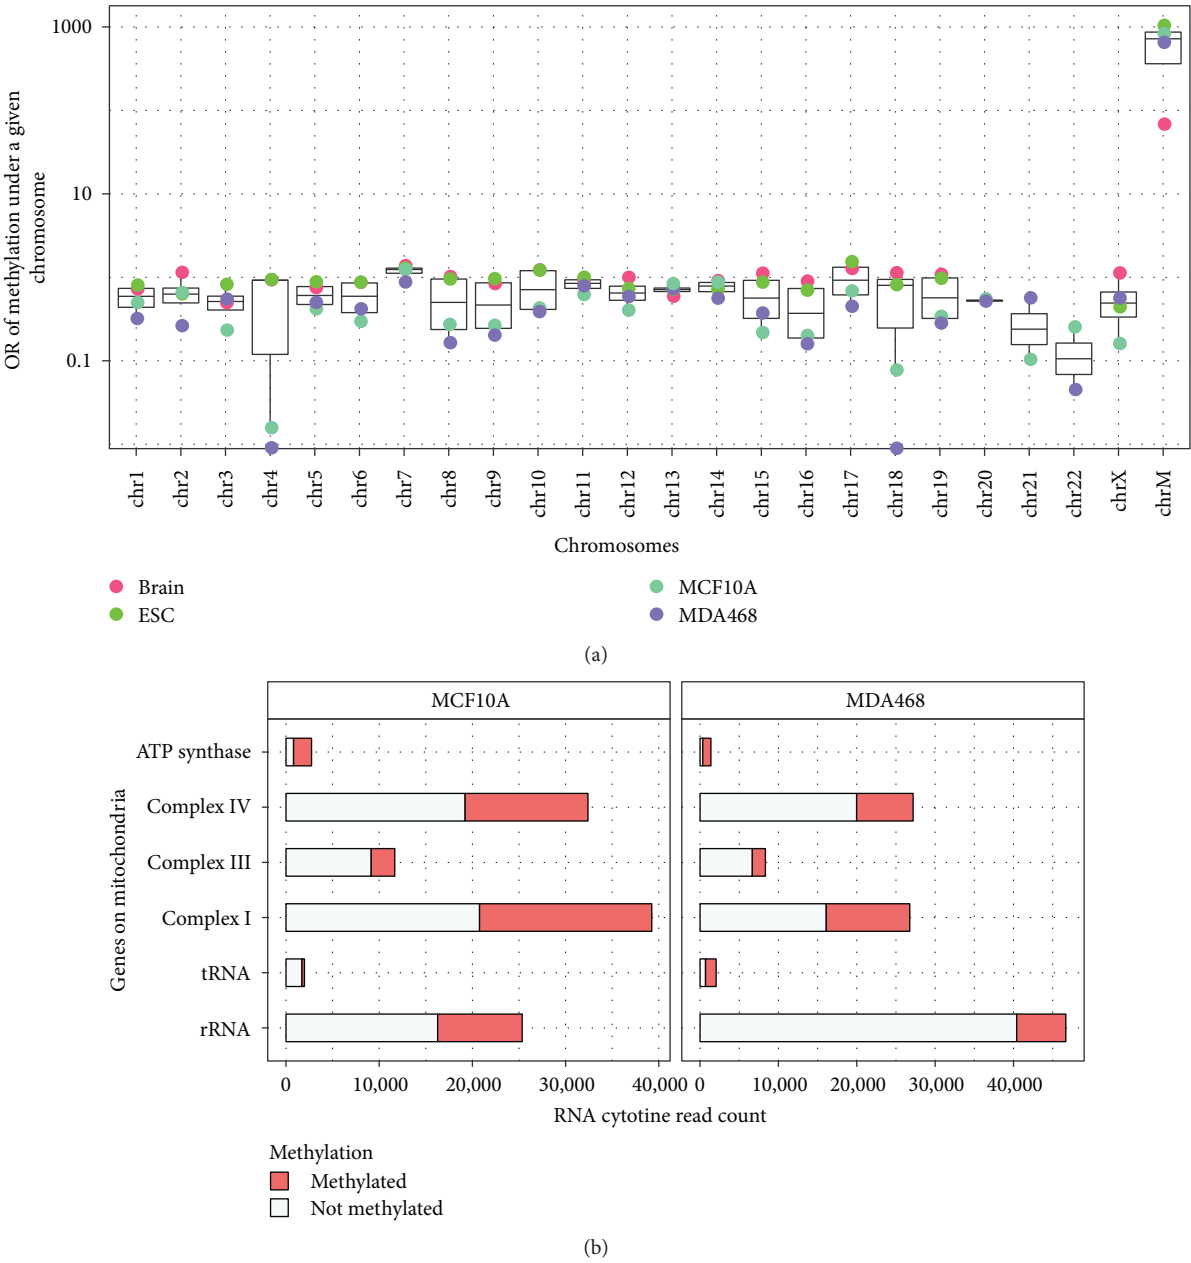 OR of methylation under a given
chromosome
1000
10
0.1
chr1
chr2
chr3
chr4
chr5
chr6
chr7
chr8
chr9
chr10
chr11
chr12
chr13
chr14
chr15
chr16
chr17
chr18
chr19
chr20
chr21
chr22
chrX
chrM
Chromosomes
Brain
ESC
MCF10A
MDA468
(a)
MCF10A
MDA468
Genes on mitochondria
ATP synthase
Complex IV
Complex III
Complex I
tRNA
rRNA
0 10,000 20,000 30,000 40,000
0 10,000 20,000 30,000 40,000
RNA cytotine read count
Methylation
Methylated
Not methylated
(b)